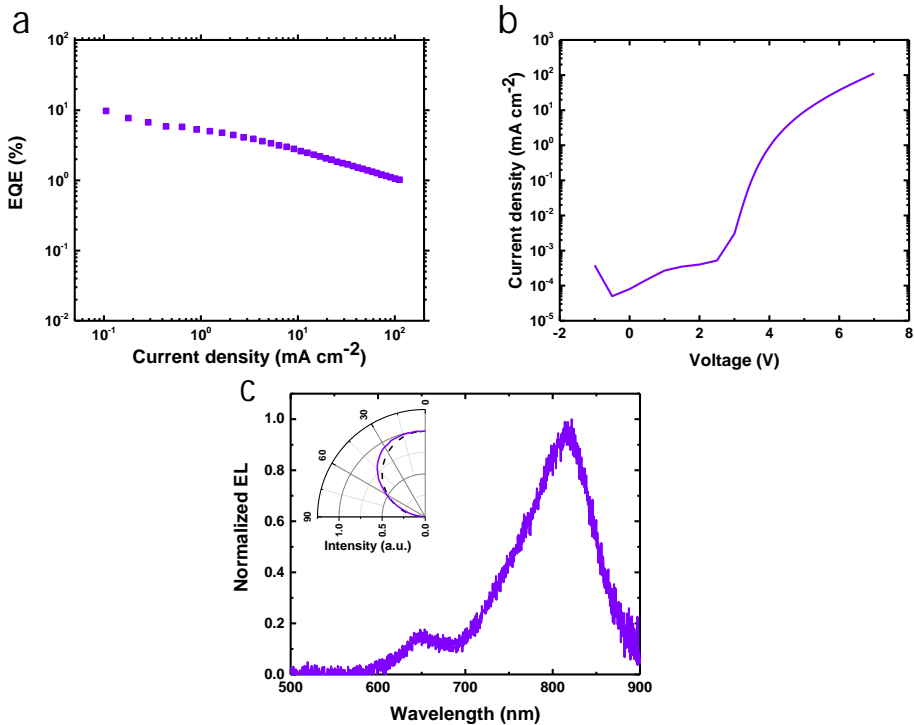 a
EQE (%)
10²
10¹
10⁰
10⁻¹
10⁻²
10⁻¹ 10⁰ 10¹ 10²
Current density (mA cm⁻²)
b
Current density (mA cm⁻²)
10³
10²
10¹
10⁰
10⁻¹
10⁻²
10⁻³
10⁻⁴
10⁻⁵
-2 0 2 4 6 8
Voltage (V)
c
Normalized EL
1.0
0.8
0.6
0.4
0.2
0.0
500 600 700 800 900
Wavelength (nm)
0
30
60
90
1.0 0.5 0.0
Intensity (a.u.)